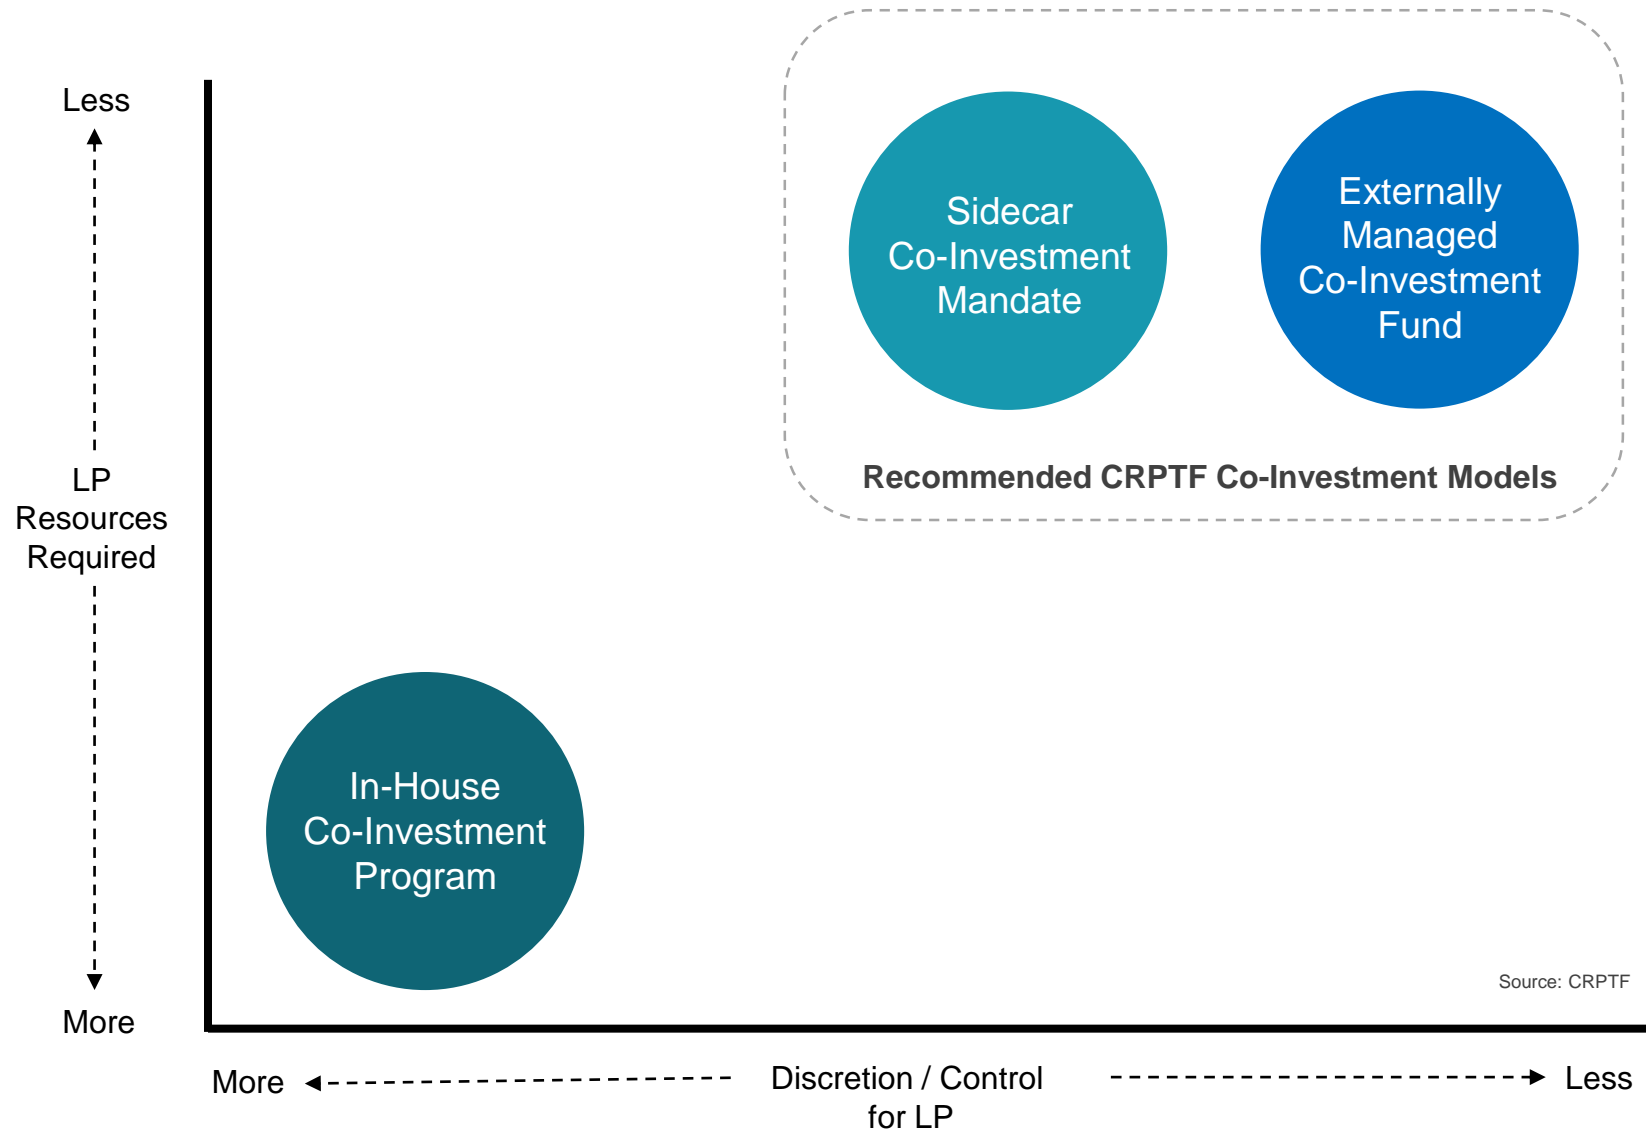 Less
LP
Resources
Required
More
Sidecar
Co-Investment
Mandate
Externally
Managed
Co-Investment
Fund
Recommended CRPTF Co-Investment Models
In-House
Co-Investment
Program
Source: CRPTF
More
Discretion / Control
for LP
Less